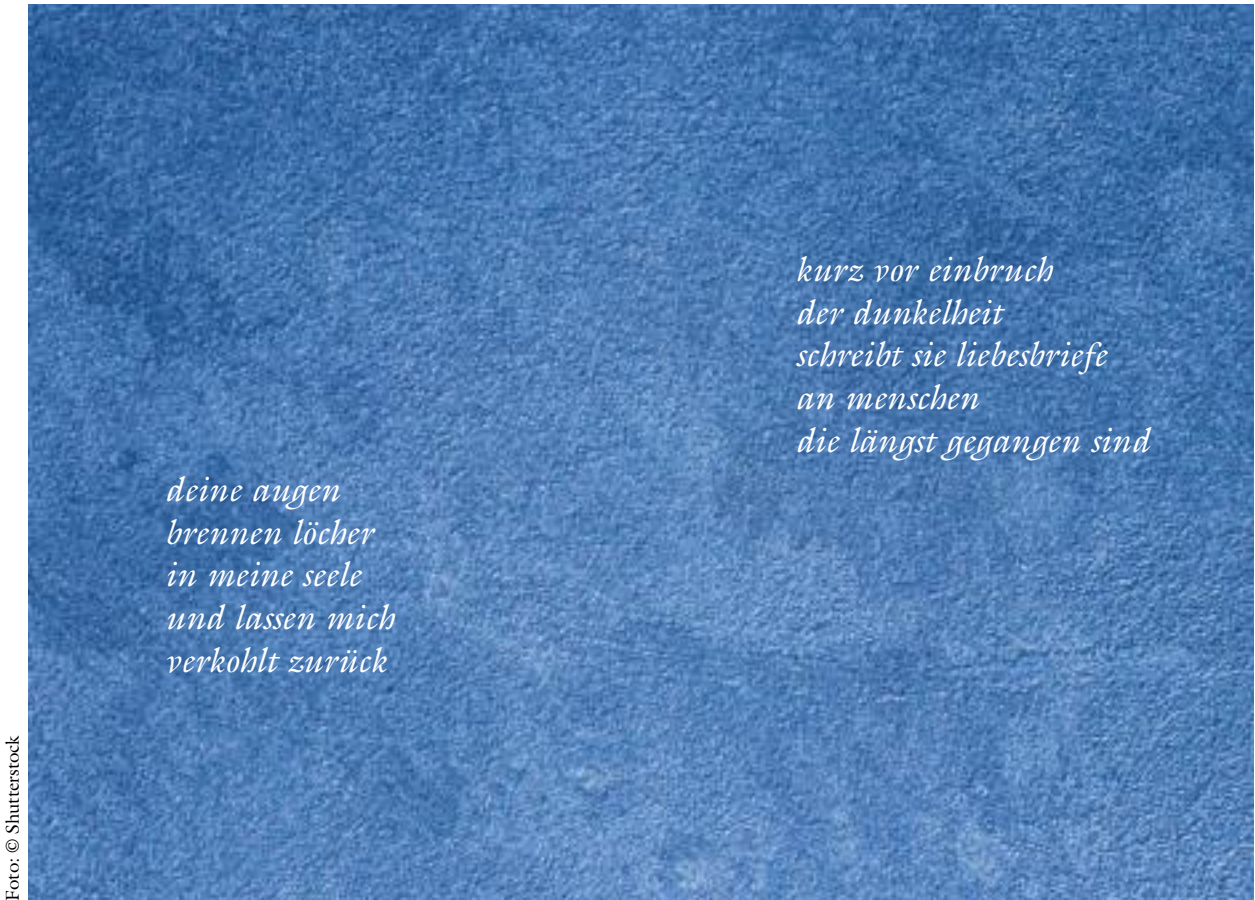 deine augen
brennen löcher
in meine seele
und lassen mich
verkohlt zurück
kurz vor einbruch
der dunkelheit
schreibt sie liebesbriefe
an menschen
die längst gegangen sind
Foto: © Shutterstock